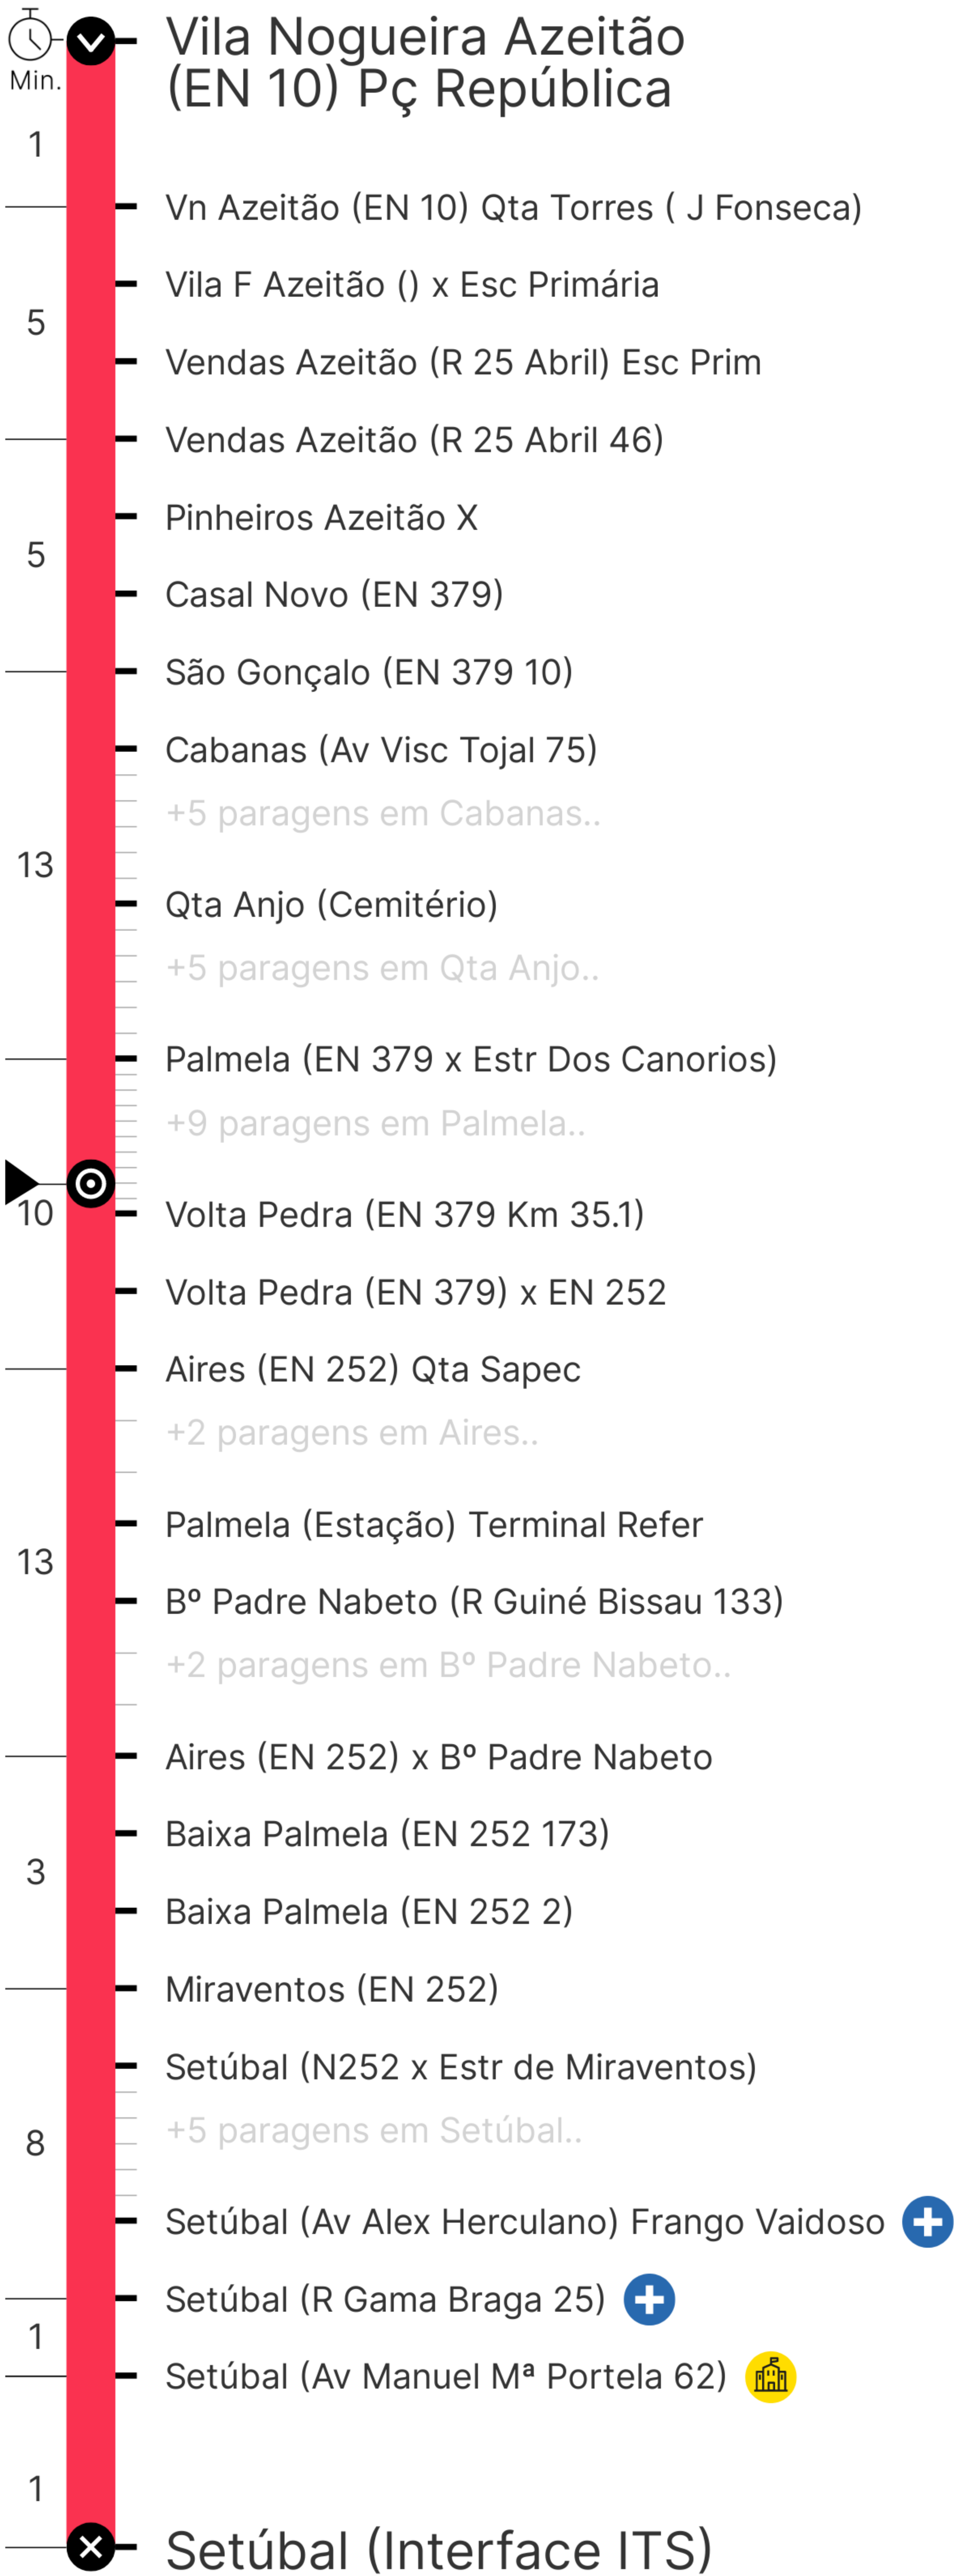 Vila Nogueira Azeitão
(EN 10) Pç República
Min.
1
Vn Azeitão (EN 10) Qta Torres ( J Fonseca)
Vila F Azeitão () x Esc Primária
5
Vendas Azeitão (R 25 Abril) Esc Prim
Vendas Azeitão (R 25 Abril 46)
Pinheiros Azeitão X
5
Casal Novo (EN 379)
São Gonçalo (EN 379 10)
Cabanas (Av Visc Tojal 75)
+5 paragens em Cabanas..
13
Qta Anjo (Cemitério)
+5 paragens em Qta Anjo..
Palmela (EN 379 x Estr Dos Canorios)
+9 paragens em Palmela..
10
Volta Pedra (EN 379 Km 35.1)
Volta Pedra (EN 379) x EN 252
Aires (EN 252) Qta Sapec
+2 paragens em Aires..
Palmela (Estação) Terminal Refer
13
Bº Padre Nabeto (R Guiné Bissau 133)
+2 paragens em Bº Padre Nabeto..
Aires (EN 252) x Bº Padre Nabeto
Baixa Palmela (EN 252 173)
3
Baixa Palmela (EN 252 2)
Miraventos (EN 252)
Setúbal (N252 x Estr de Miraventos)
+5 paragens em Setúbal..
8
Setúbal (Av Alex Herculano) Frango Vaidoso
Setúbal (R Gama Braga 25)
1
Setúbal (Av Manuel Mª Portela 62)
1
Setúbal (Interface ITS)